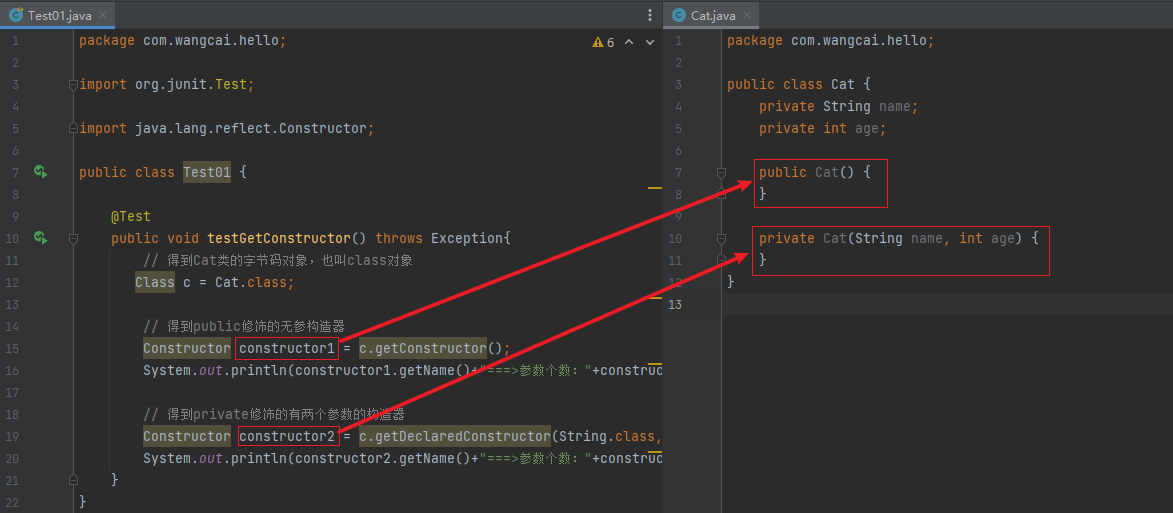 Test01.java
1 package com.wangcai.hello;
2
3 import org.junit.Test;
4
5 import java.lang.reflect.Constructor;
6
7 public class Test01 {
8
9 @Test
10 public void testGetConstructor() throws Exception{
11 // 得到Cat类的字节码对象，也叫class对象
12 Class c = Cat.class;
13
14 // 得到public修饰的无参构造器
15 Constructor constructor1 = c.getConstructor();
16 System.out.println(constructor1.getName()+"===>参数个数："+construc
17
18 // 得到private修饰的有两个参数的构造器
19 Constructor constructor2 = c.getDeclaredConstructor(String.class,
20 System.out.println(constructor2.getName()+"===>参数个数："+construc
21 }
22 }
6
Cat.java
1 package com.wangcai.hello;
2
3 public class Cat {
4 private String name;
5 private int age;
6
7 public Cat() {
8 }
9
10 private Cat(String name, int age) {
11 }
12 }
13